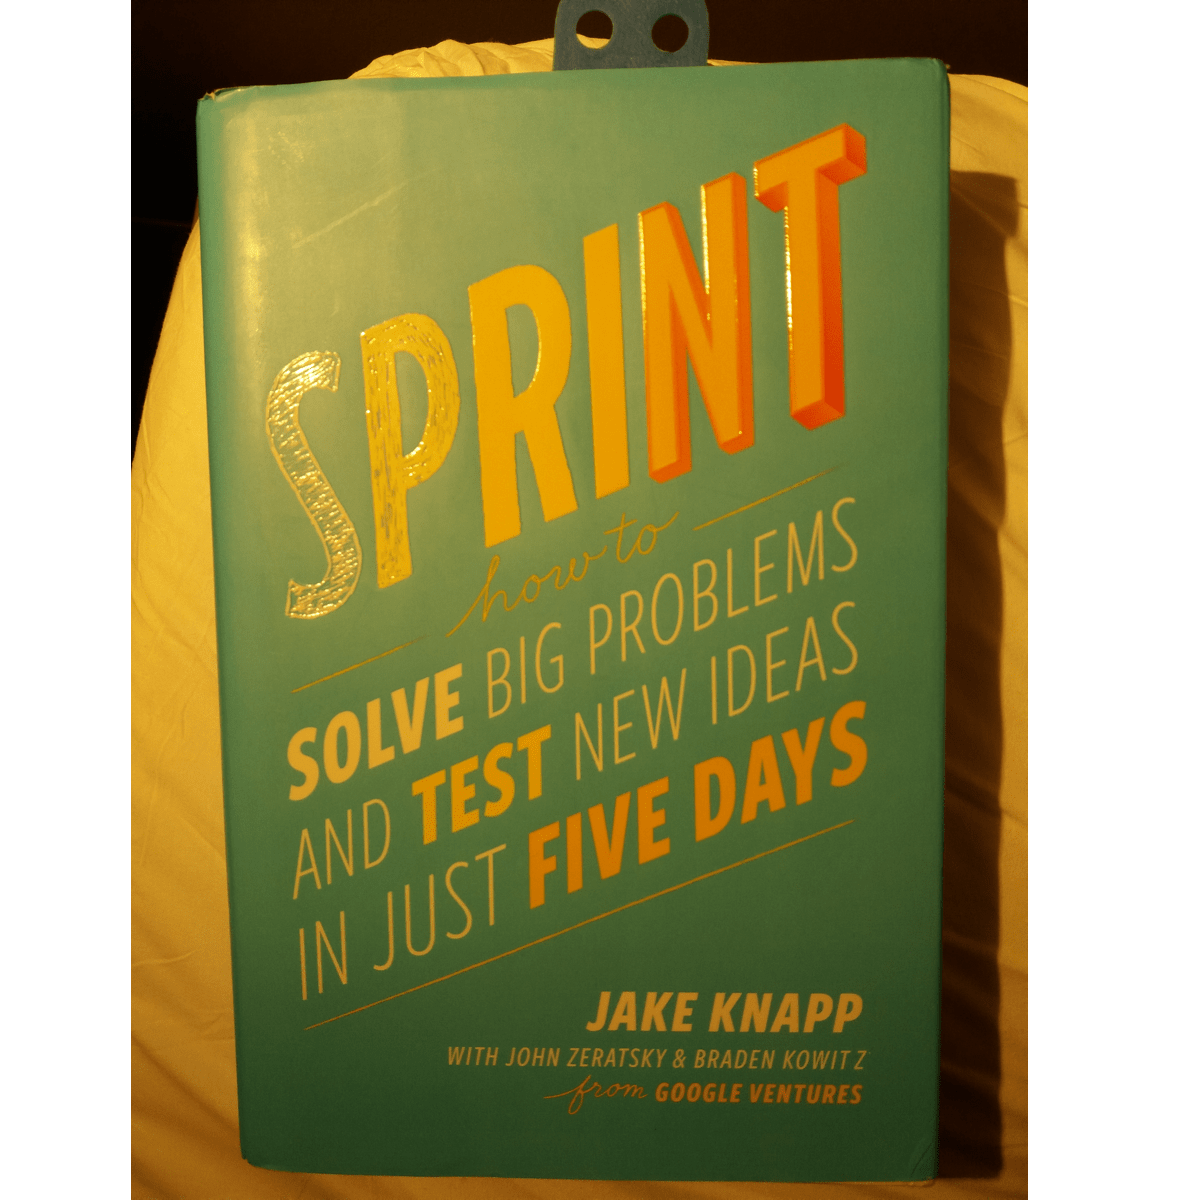 SPRINT
how to
SOLVE BIG PROBLEMS
AND TEST NEW IDEAS
IN JUST FIVE DAYS
JAKE KNAPP
WITH JOHN ZERATSKY & BRADEN KOWITZ
from GOOGLE VENTURES